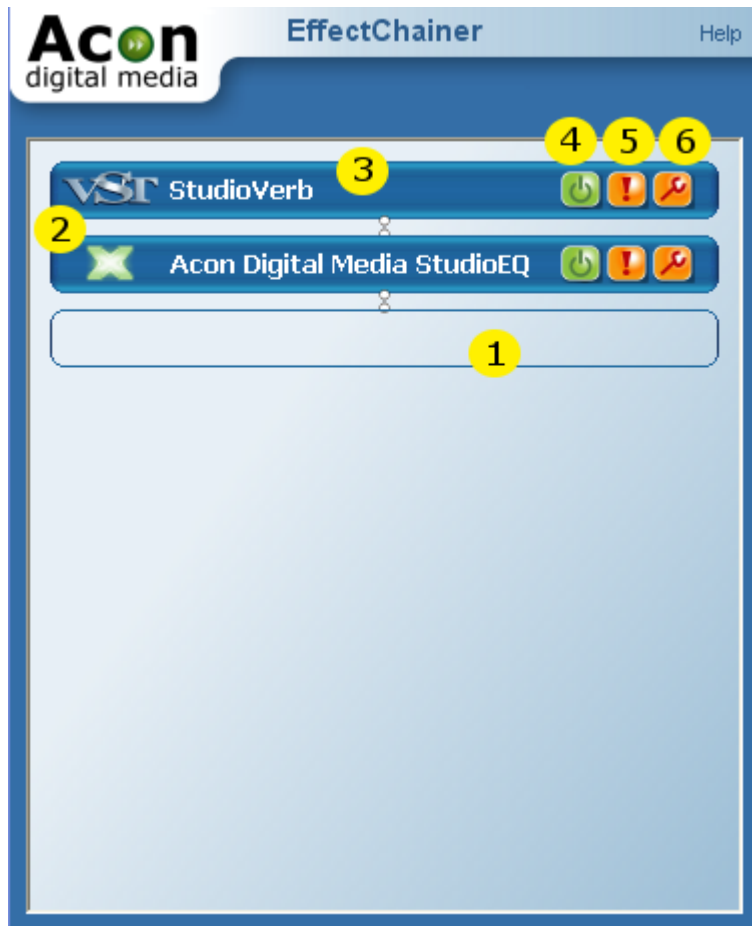 Acon
digital media
EffectChainer
Help
4 5 6
3
VST StudioVerb
2
Acon Digital Media StudioEQ
1